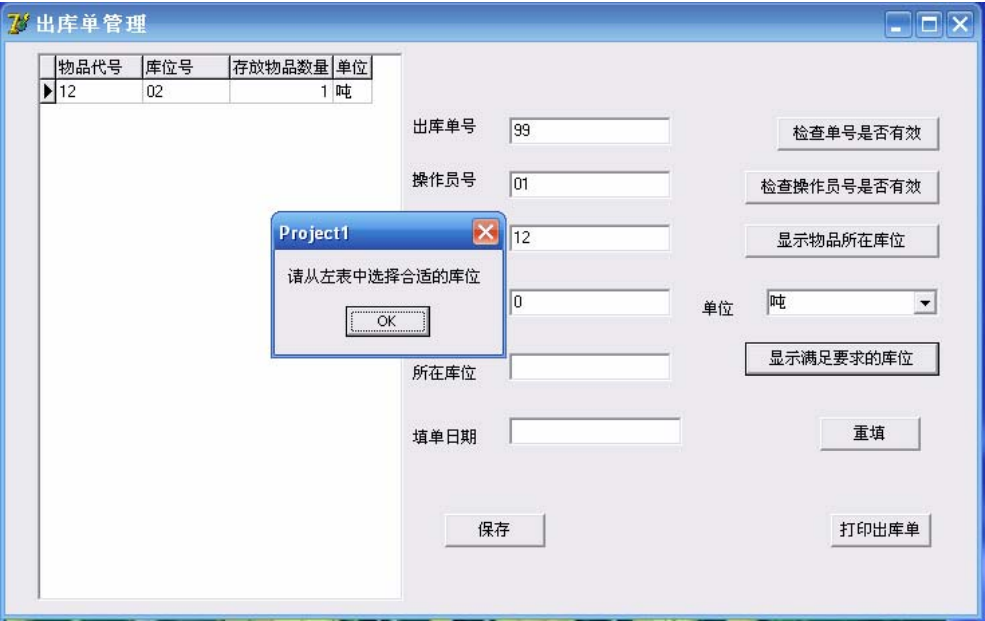 出库单管理
物品代号 库位号 存放物品数量 单位
12 02 1 吨
出库单号 99 检查单号是否有效
操作员号 01 检查操作员号是否有效
Project1
12 显示物品所在库位
请从左表中选择合适的库位
0 单位 吨
OK
所在库位 显示满足要求的库位
填单日期 重填
保存 打印出库单